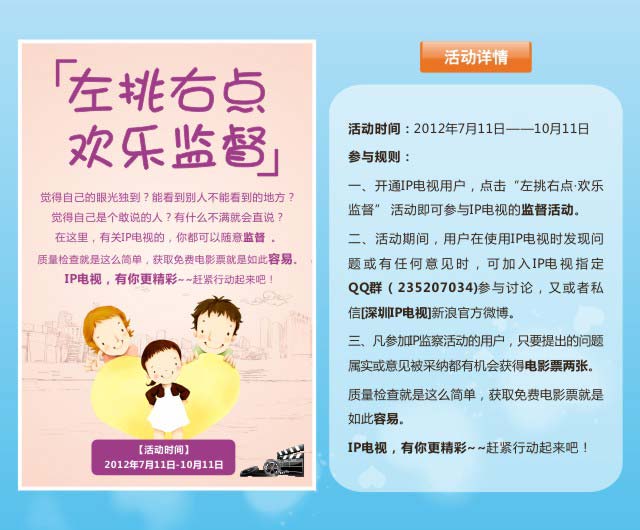 「左挑右点
欢乐监督」
觉得自己的眼光独到？能看到别人不能看到的地方？
觉得自己是个敢说的人？有什么不满就会直说？
在这里，有关IP电视的，你都可以随意监督 。
质量检查就是这么简单，获取免费电影票就是如此容易。
IP电视，有你更精彩~~赶紧行动起来吧！
【活动时间】
2012年7月11日-10月11日
活动详情
活动时间：2012年7月11日——10月11日
参与规则：
一、开通IP电视用户，点击“左挑右点·欢乐
监督” 活动即可参与IP电视的监督活动。
二、活动期间，用户在使用IP电视时发现问
题或有任何意见时，可加入IP电视指定
QQ群（235207034)参与讨论，又或者私
信[深圳IP电视]新浪官方微博。
三、凡参加IP监察活动的用户，只要提出的问题
属实或意见被采纳都有机会获得电影票两张。
质量检查就是这么简单，获取免费电影票就是
如此容易。
IP电视，有你更精彩~~赶紧行动起来吧！